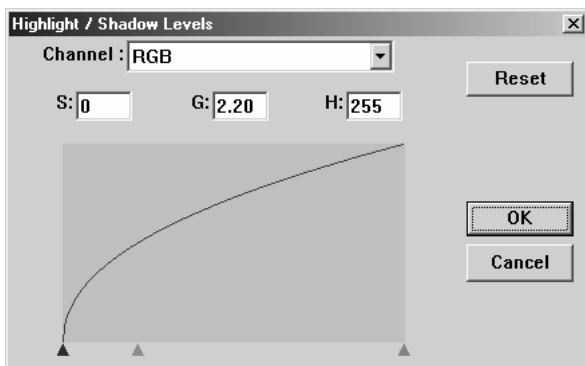 Highlight / Shadow Levels
Channel : RGB
Reset
S: 0 G: 2.20 H: 255
OK
Cancel